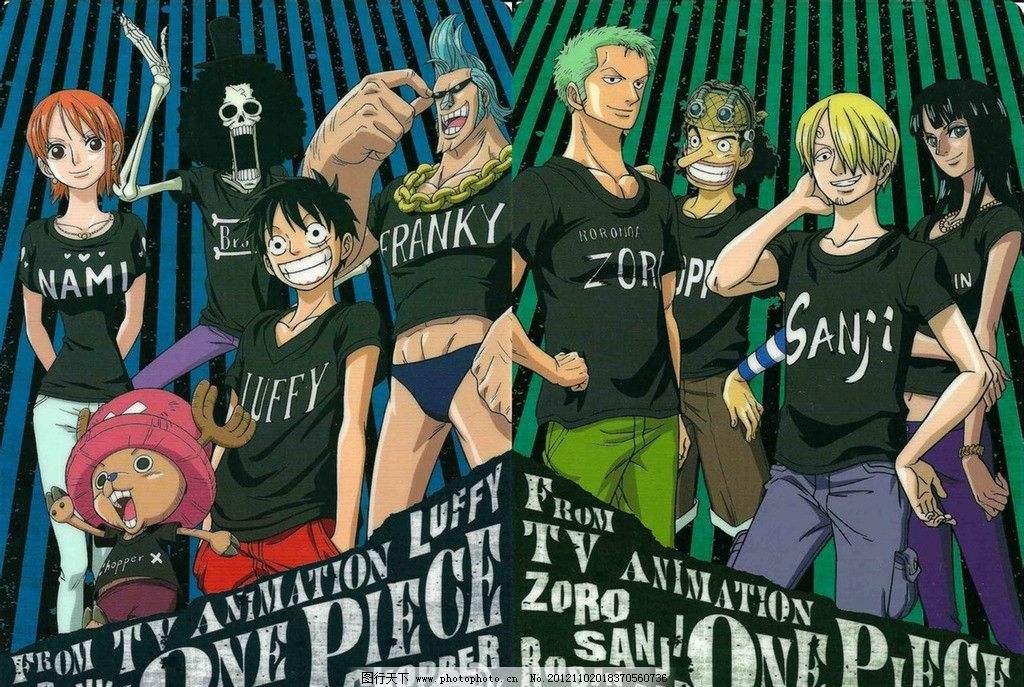 NAMI
FRANKY
LUFFY
Chopper X
RORONOA
ZORO
SANJi
LUFFY
FROM TV ANIMATION
ONE PIECE
CHOPPER
FROM
TV ANIMATION
ZORO
SANJI
ONE PIECE
图行天下 www.photophoto.cn No.20121102018370560736